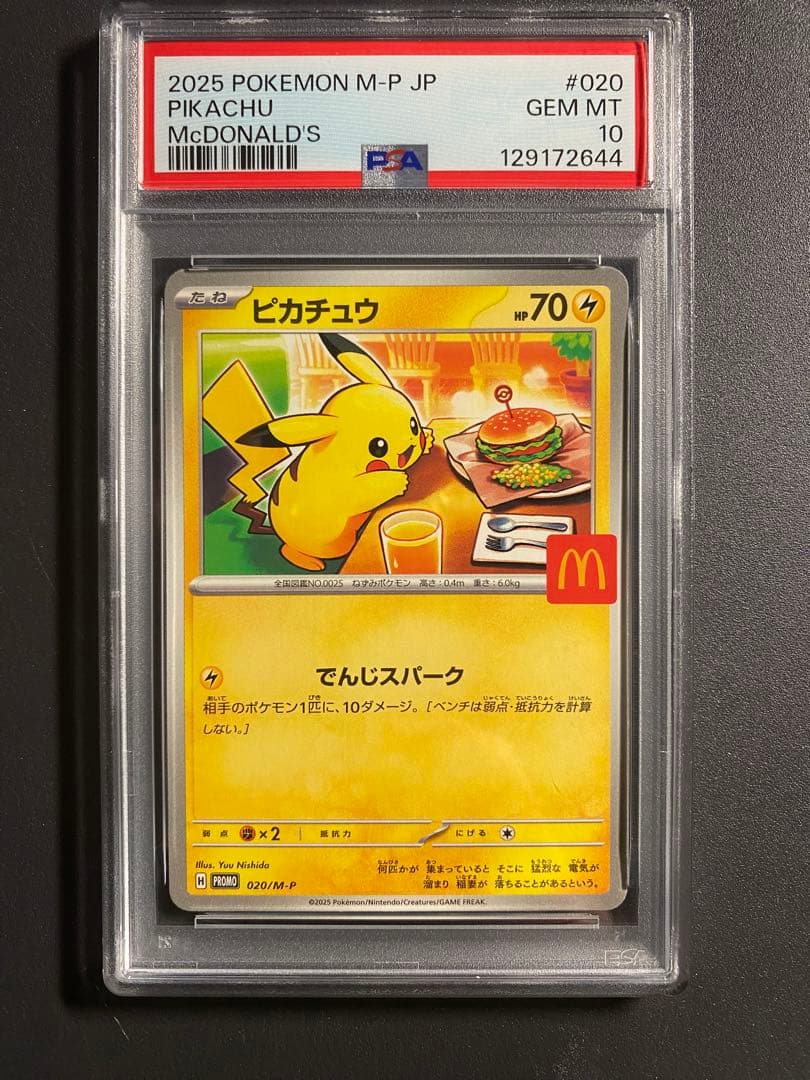 2025 POKEMON M-P JP #020
PIKACHU GEM MT
McDONALD'S 10
PSA 129172644
たね ピカチュウ HP 70
M
全国図鑑NO.0025 ねずみポケモン 高さ:0.4m 重さ:6.0kg
でんじスパーク
相手のポケモン1匹に、10ダメージ。[ベンチは弱点・抵抗力を計算
しない。]
弱点 ×2 抵抗力 にげる
Illus. Yuu Nishida
何匹かが 集まっていると そこに 猛烈な 電気が
溜まり 稲妻が 落ちることがあるという。
H PROMO 020/M-P
©2025 Pokémon/Nintendo/Creatures/GAME FREAK.
PSA